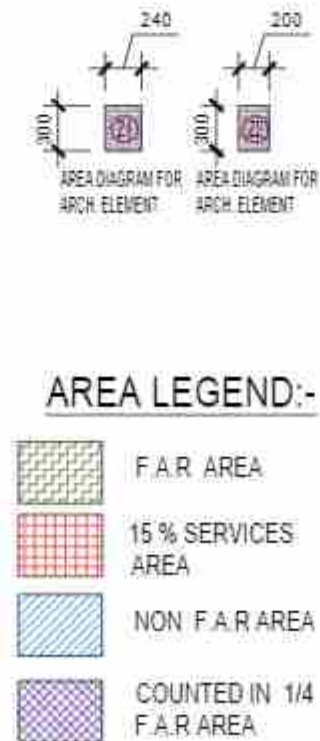 240 200
300 300
AREA DIAGRAM FOR AREA DIAGRAM FOR
ARCH. ELEMENT ARCH. ELEMENT
AREA LEGEND:-
F.A.R AREA
15 % SERVICES
AREA
NON F.A.R AREA
COUNTED IN 1/4
F.A.R AREA